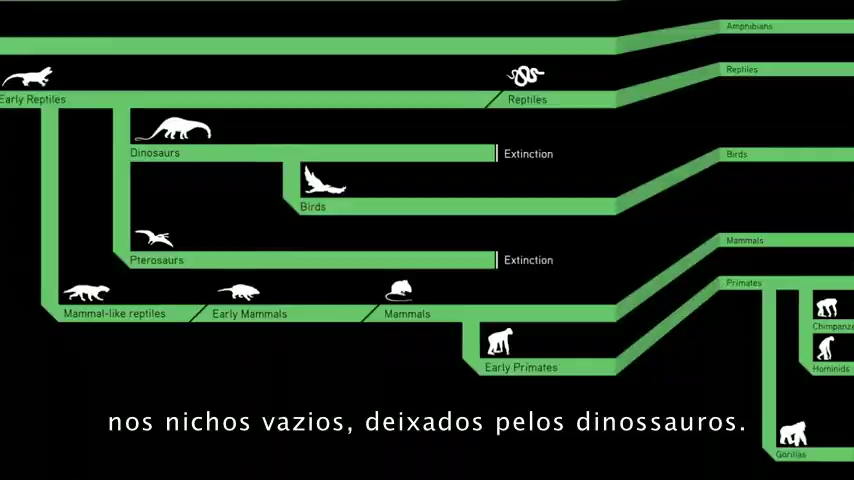 Amphibians
Reptiles
Early Reptiles
Reptiles
Dinosaurs
Extinction
Birds
Birds
Pterosaurs
Extinction
Mammals
Mammal-like reptiles
Early Mammals
Mammals
Primates
Chimpanze
Early Primates
Hominids
nos nichos vazios, deixados pelos dinossauros.
Gorillas